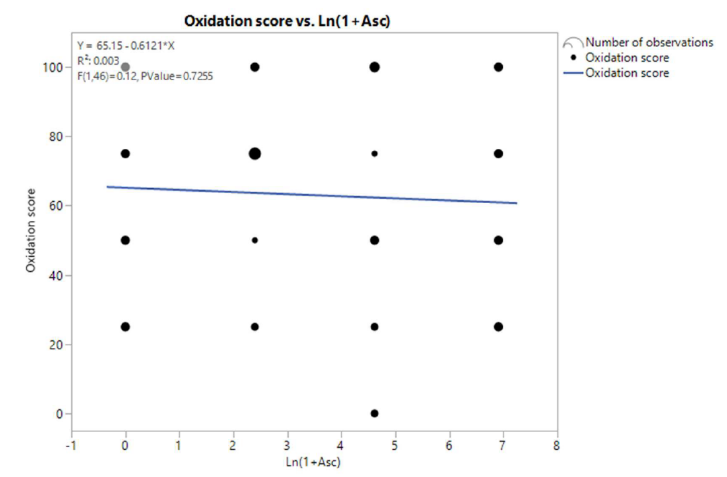 Oxidation score vs. Ln(1+Asc)
Y = 65.15 - 0.6121*X
R²: 0.003
F(1,46)=0.12, PValue=0.7255
Number of observations
Oxidation score
Oxidation score
100
80
60
40
20
0
Oxidation score
-1 0 1 2 3 4 5 6 7 8
Ln(1+Asc)